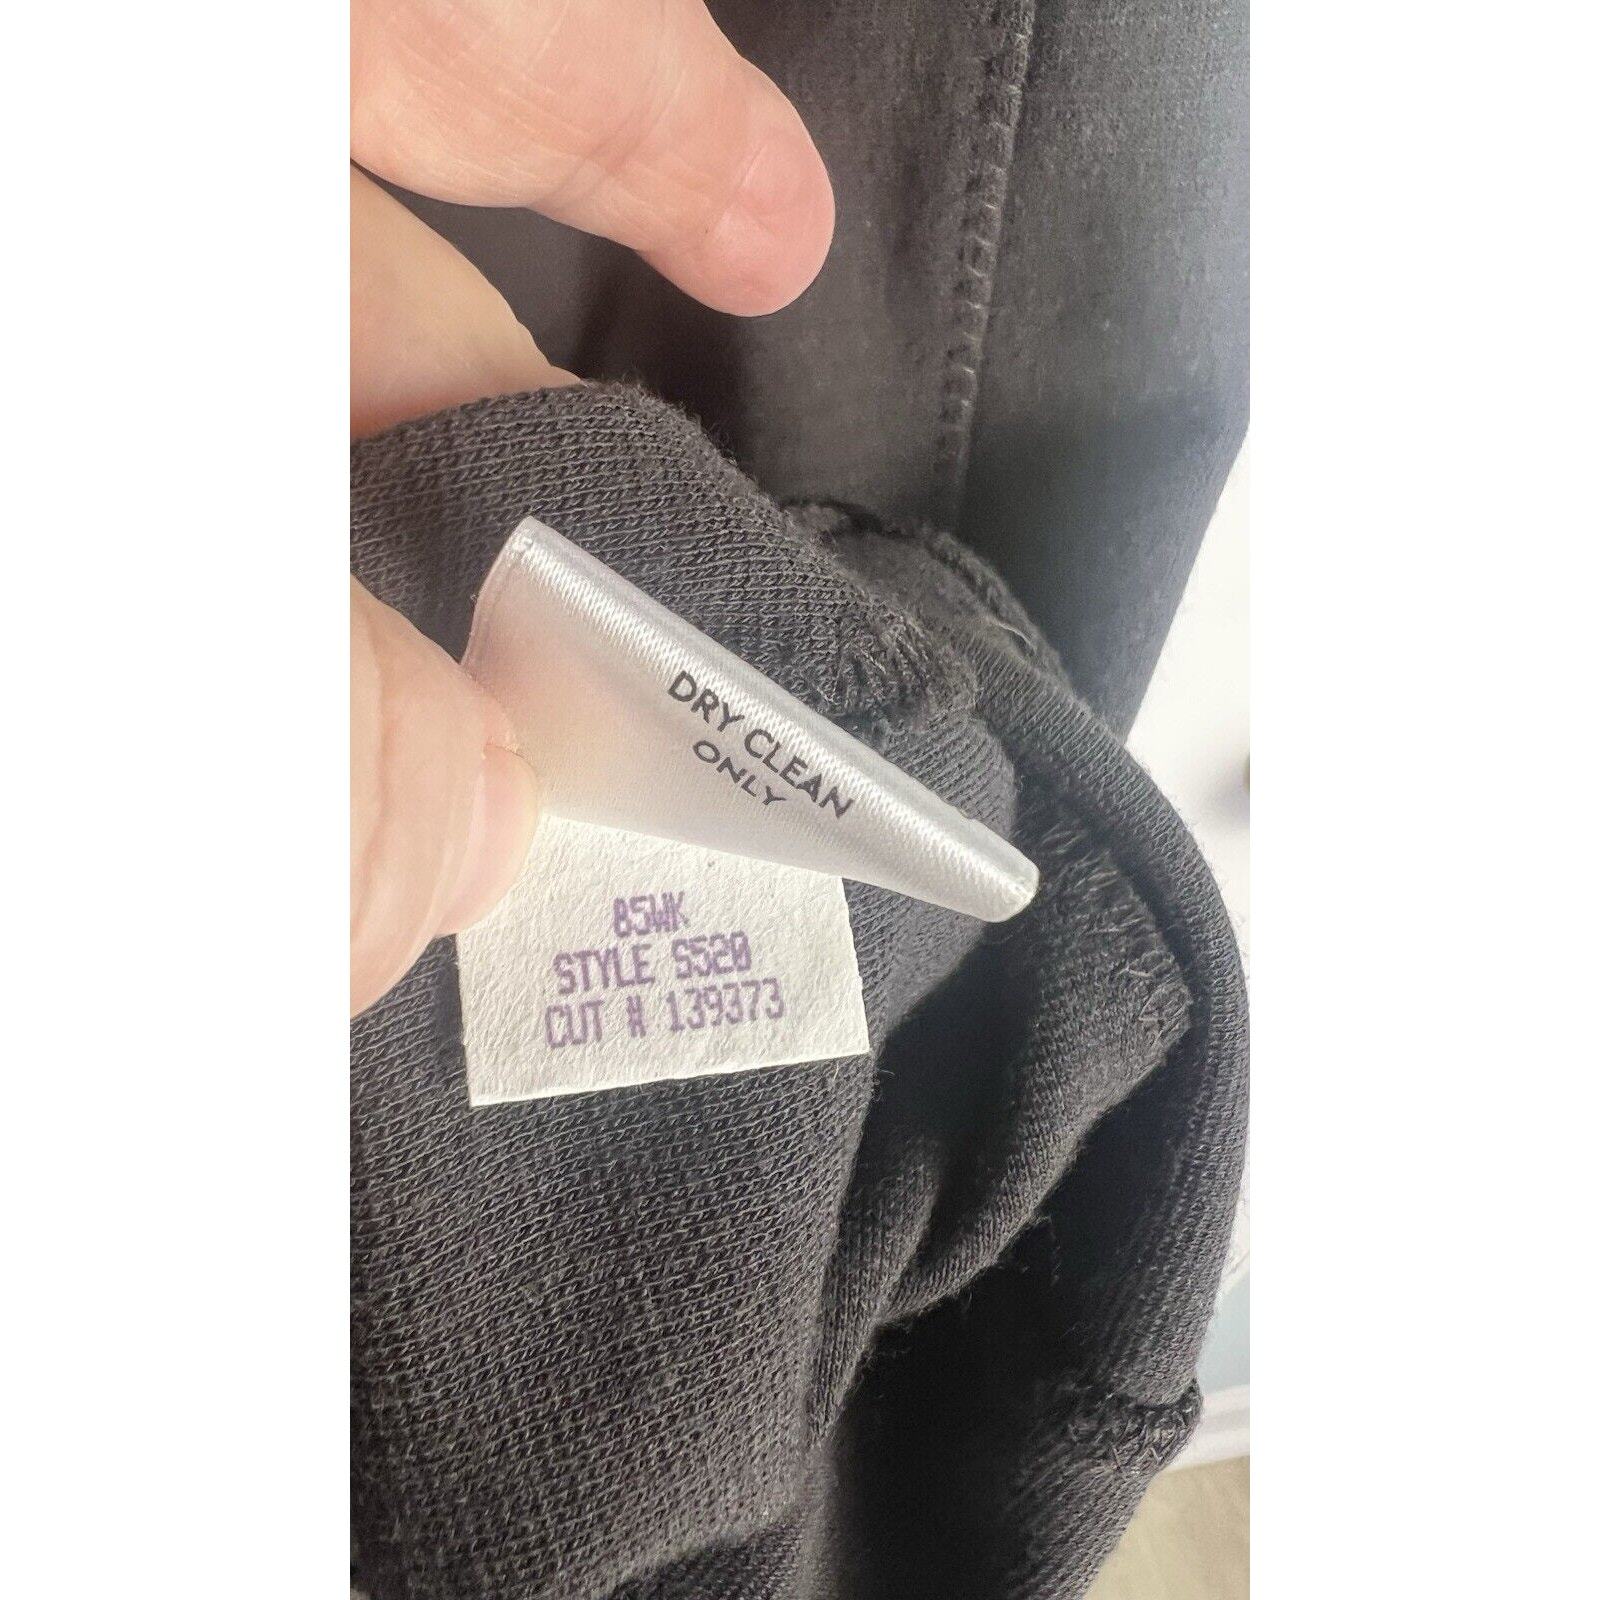 DRY CLEAN
ONLY
85WK
STYLE S520
CUT # 139373